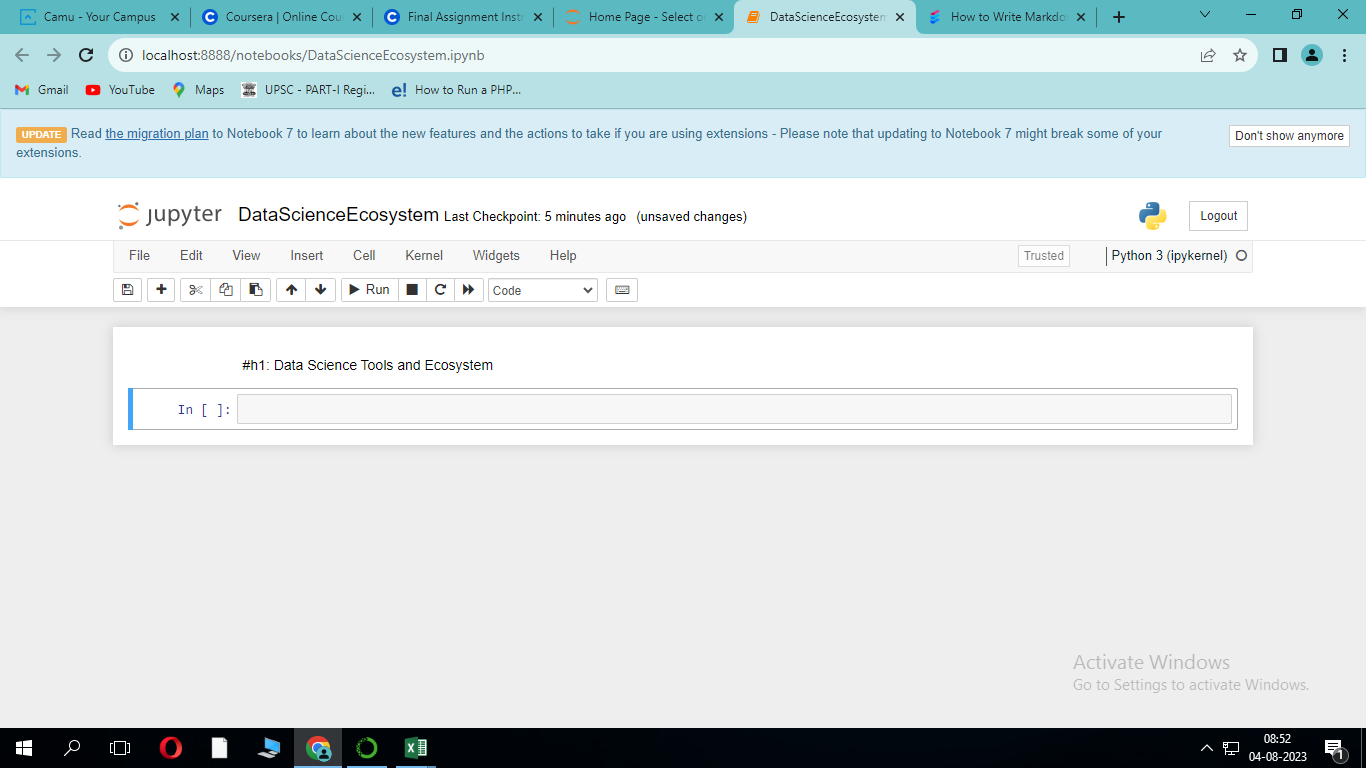 Camu - Your Campus
Coursera | Online Cou
Final Assignment Inst
Home Page - Select o
DataScienceEcosystem
How to Write Markdo
localhost:8888/notebooks/DataScienceEcosystem.ipynb
Gmail YouTube Maps UPSC - PART-I Regi... e! How to Run a PHP...
UPDATE Read the migration plan to Notebook 7 to learn about the new features and the actions to take if you are using extensions - Please note that updating to Notebook 7 might break some of your
extensions.
Don't show anymore
jupyter DataScienceEcosystem Last Checkpoint: 5 minutes ago (unsaved changes)
Logout
File Edit View Insert Cell Kernel Widgets Help
Trusted
Python 3 (ipykernel)
Run
Code
#h1: Data Science Tools and Ecosystem
In [ ]:
Activate Windows
Go to Settings to activate Windows.
08:52
04-08-2023
1